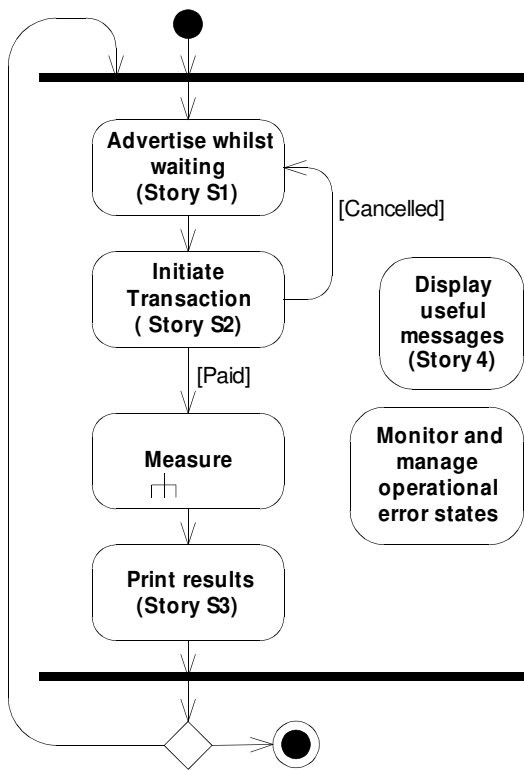 Advertise whilst
waiting
(Story S1)
[Cancelled]
Initiate
Transaction
( Story S2)
Display
useful
messages
(Story 4)
[Paid]
Measure
Monitor and
manage
operational
error states
Print results
(Story S3)